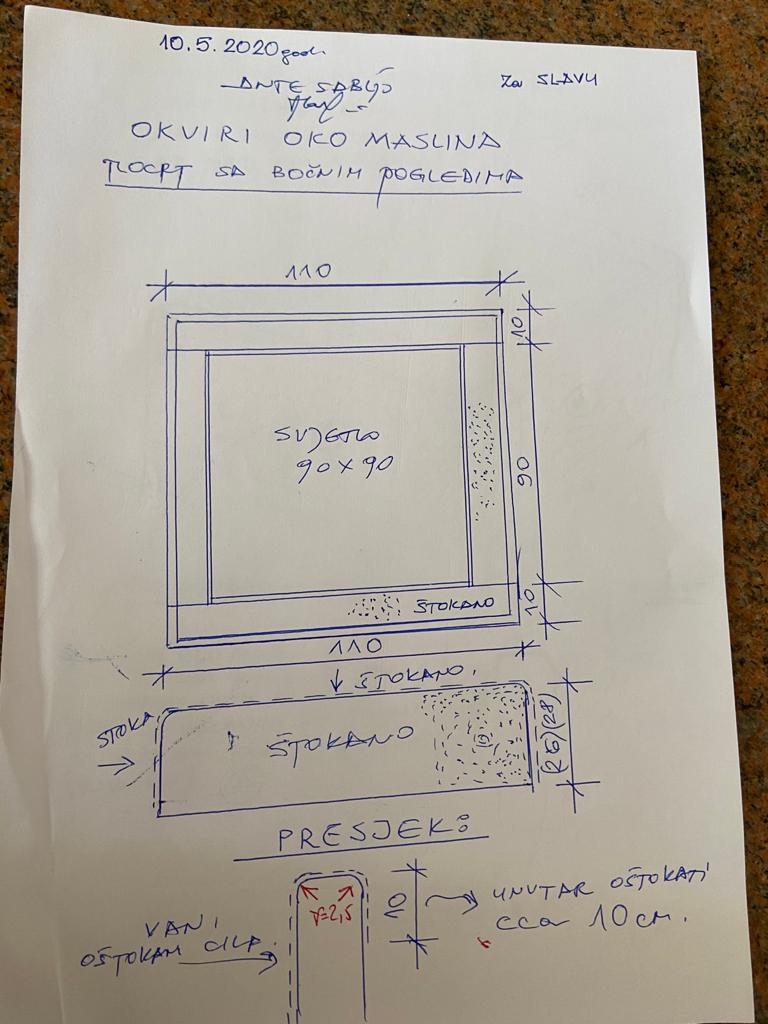 10.5.2020 god.
ANTE SABLJO
Za SLAVU
OKVIRI OKO MASLINA
TLOCRT SA BOČNIM POGLEDIMA
110
10
SVJETLO
90 x 90
90
ŠTOKANO
10
110
ŠTOKANO.
ŠTOKA
ŠTOKANO
(26)(28)
PRESJEK:
r=2,5
10
UNUTAR OŠTOKATI
cca 10 cm.
VANI
OŠTOKAM CILA